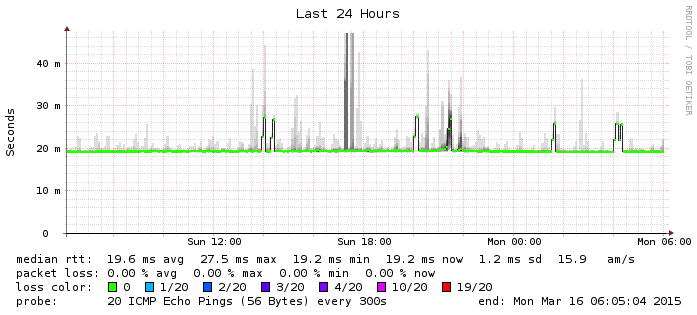 Last 24 Hours
RRDTOOL / TOBI OETIKER
Seconds
40 m
30 m
20 m
10 m
0
Sun 12:00 Sun 18:00 Mon 00:00 Mon 06:00
median rtt: 19.6 ms avg 27.5 ms max 19.2 ms min 19.2 ms now 1.2 ms sd 15.9 am/s
packet loss: 0.00 % avg 0.00 % max 0.00 % min 0.00 % now
loss color: 0 1/20 2/20 3/20 4/20 10/20 19/20
probe: 20 ICMP Echo Pings (56 Bytes) every 300s end: Mon Mar 16 06:05:04 2015